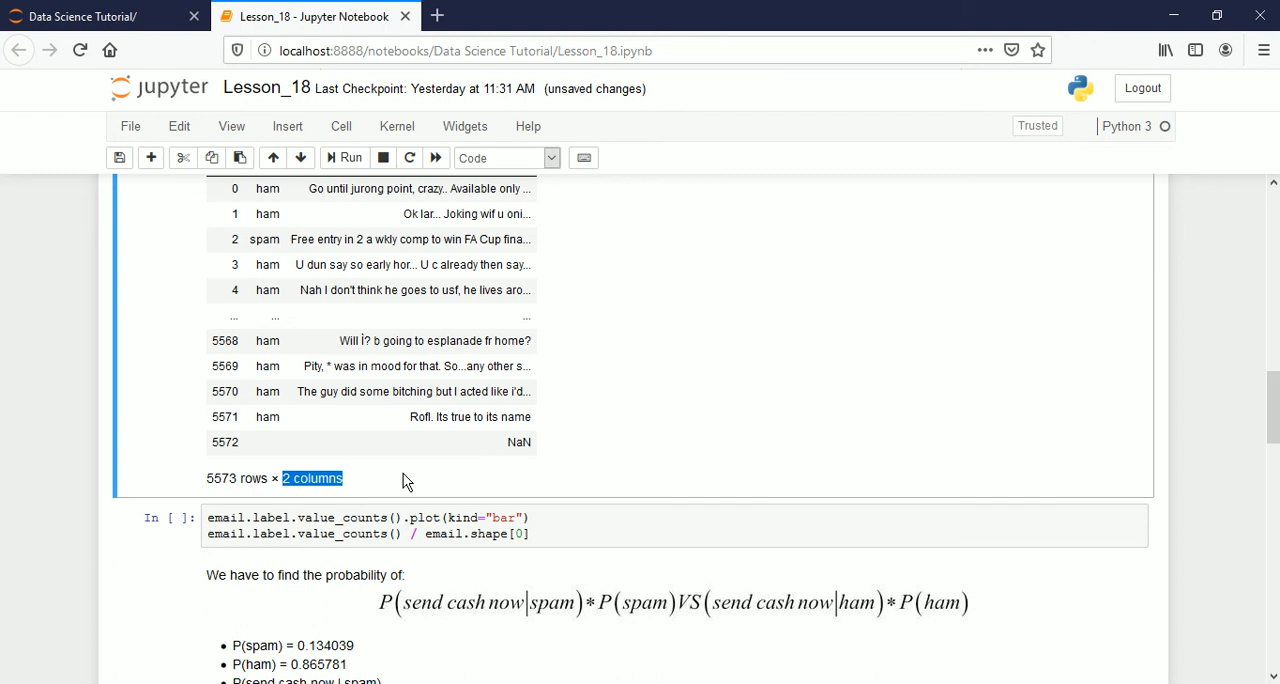 Data Science Tutorial/
Lesson_18 - Jupyter Notebook
localhost:8888/notebooks/Data Science Tutorial/Lesson_18.ipynb
jupyter Lesson_18 Last Checkpoint: Yesterday at 11:31 AM (unsaved changes)
Logout
File Edit View Insert Cell Kernel Widgets Help
Trusted Python 3
Run Code
0 ham Go until jurong point, crazy.. Available only ...
1 ham Ok lar... Joking wif u oni...
2 spam Free entry in 2 a wkly comp to win FA Cup fina...
3 ham U dun say so early hor... U c already then say...
4 ham Nah I don't think he goes to usf, he lives aro...
... ... ...
5568 ham Will İ? b going to esplanade fr home?
5569 ham Pity, * was in mood for that. So...any other s...
5570 ham The guy did some bitching but I acted like i'd...
5571 ham Rofl. Its true to its name
5572 NaN
5573 rows × 2 columns
In [ ]: email.label.value_counts().plot(kind="bar")
email.label.value_counts() / email.shape[0]
We have to find the probability of:
P(send cash now|spam)*P(spam)VS(send cash now|ham)*P(ham)
• P(spam) = 0.134039
• P(ham) = 0.865781
• P(send cash now | spam)